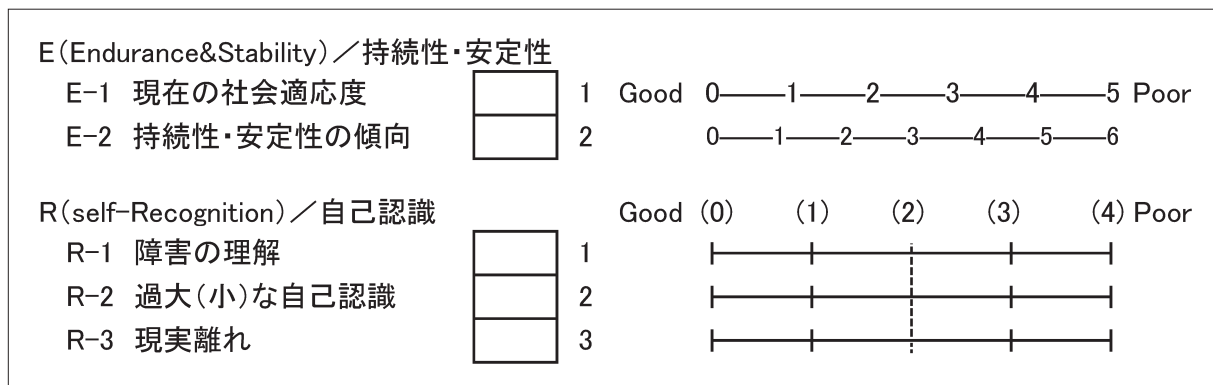 E(Endurance&Stability)/持続性・安定性
E-1 現在の社会適応度 1 Good 0 1 2 3 4 5 Poor
E-2 持続性・安定性の傾向 2 0 1 2 3 4 5 6
R(self-Recognition)/自己認識 Good (0) (1) (2) (3) (4) Poor
R-1 障害の理解 1
R-2 過大(小)な自己認識 2
R-3 現実離れ 3